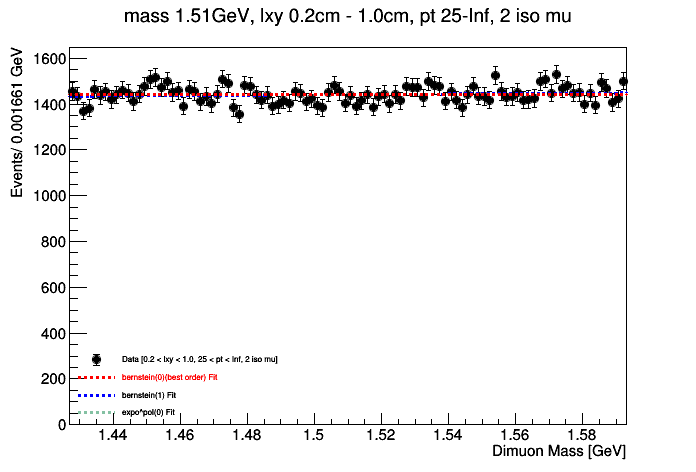 mass 1.51GeV, lxy 0.2cm - 1.0cm, pt 25-Inf, 2 iso mu
Events/ 0.001661 GeV
1600
1400
1200
1000
800
600
400
200
0
Data [0.2 < lxy < 1.0, 25 < pt < Inf, 2 iso mu]
bernstein(0)(best order) Fit
bernstein(1) Fit
expo^pol(0) Fit
1.44 1.46 1.48 1.5 1.52 1.54 1.56 1.58
Dimuon Mass [GeV]